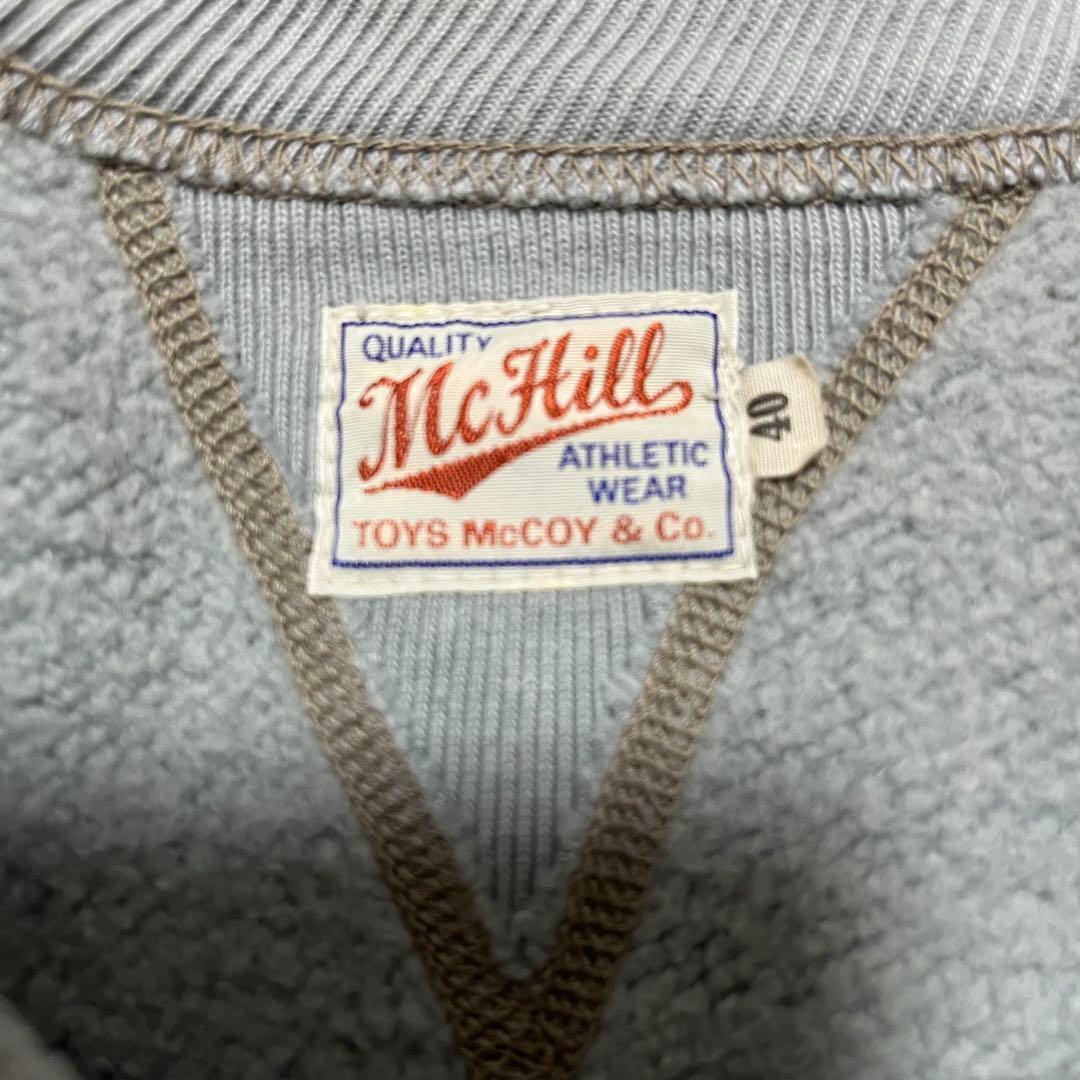 QUALITY
McHill
ATHLETIC
WEAR
TOYS McCOY & Co.
40